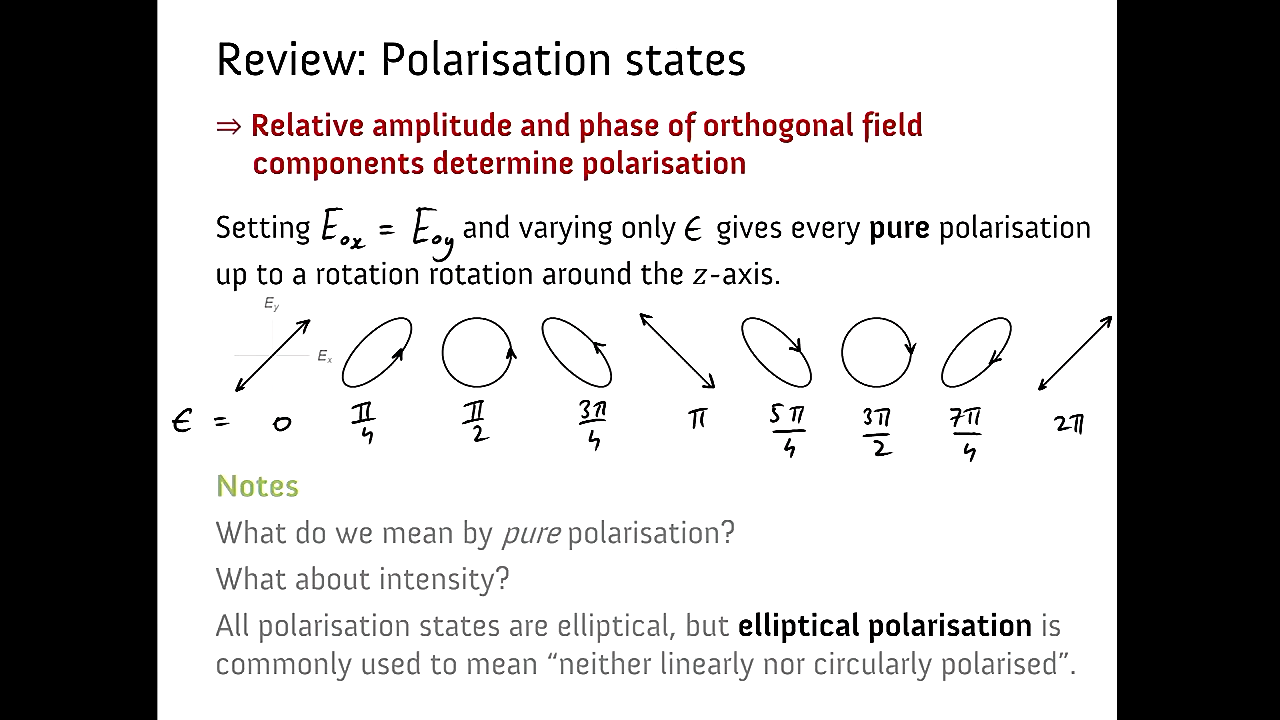 Review: Polarisation states
⇒ Relative amplitude and phase of orthogonal field
components determine polarisation
Setting E₀ₓ = E₀y and varying only ϵ gives every pure polarisation
up to a rotation rotation around the z-axis.
Ey
Eₓ
ϵ = 0 π/4 π/2 3π/4 π 5π/4 3π/2 7π/4 2π
Notes
What do we mean by pure polarisation?
What about intensity?
All polarisation states are elliptical, but elliptical polarisation is
commonly used to mean “neither linearly nor circularly polarised”.